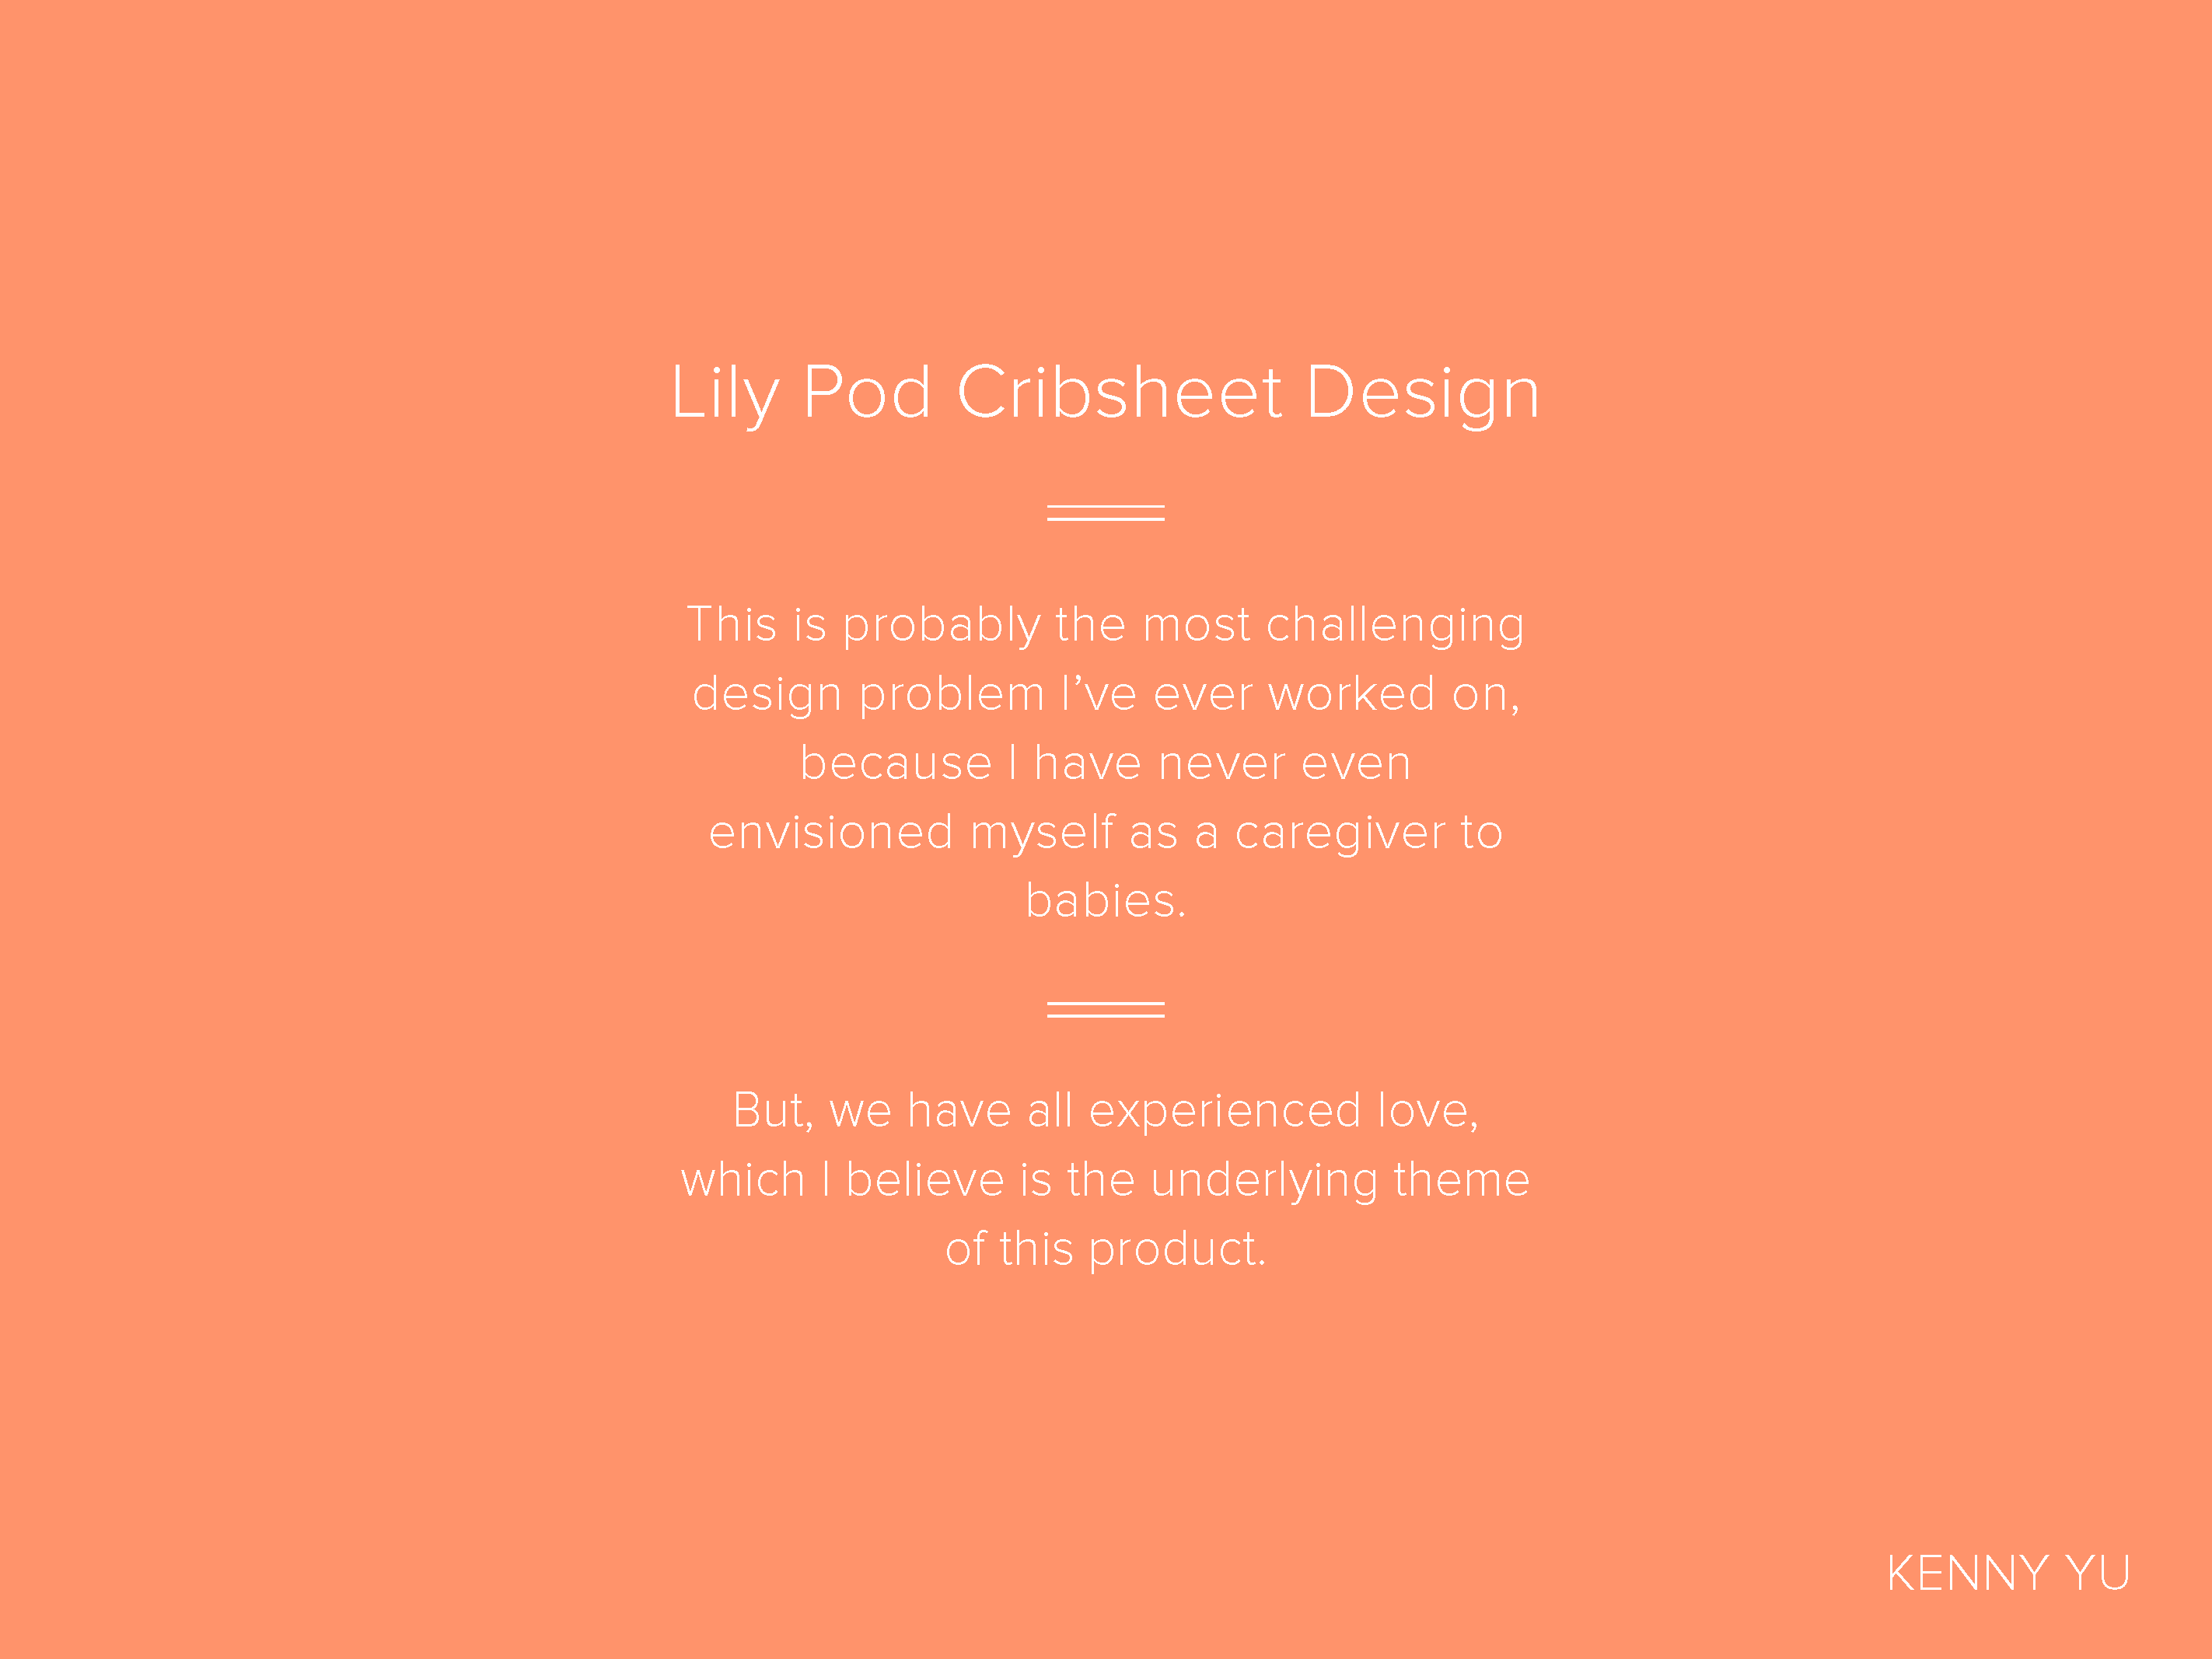 Lily Pod Cribsheet Design
This is probably the most challenging
design problem I’ve ever worked on,
because I have never even
envisioned myself as a caregiver to
babies.
But, we have all experienced love,
which I believe is the underlying theme
of this product.
KENNY YU